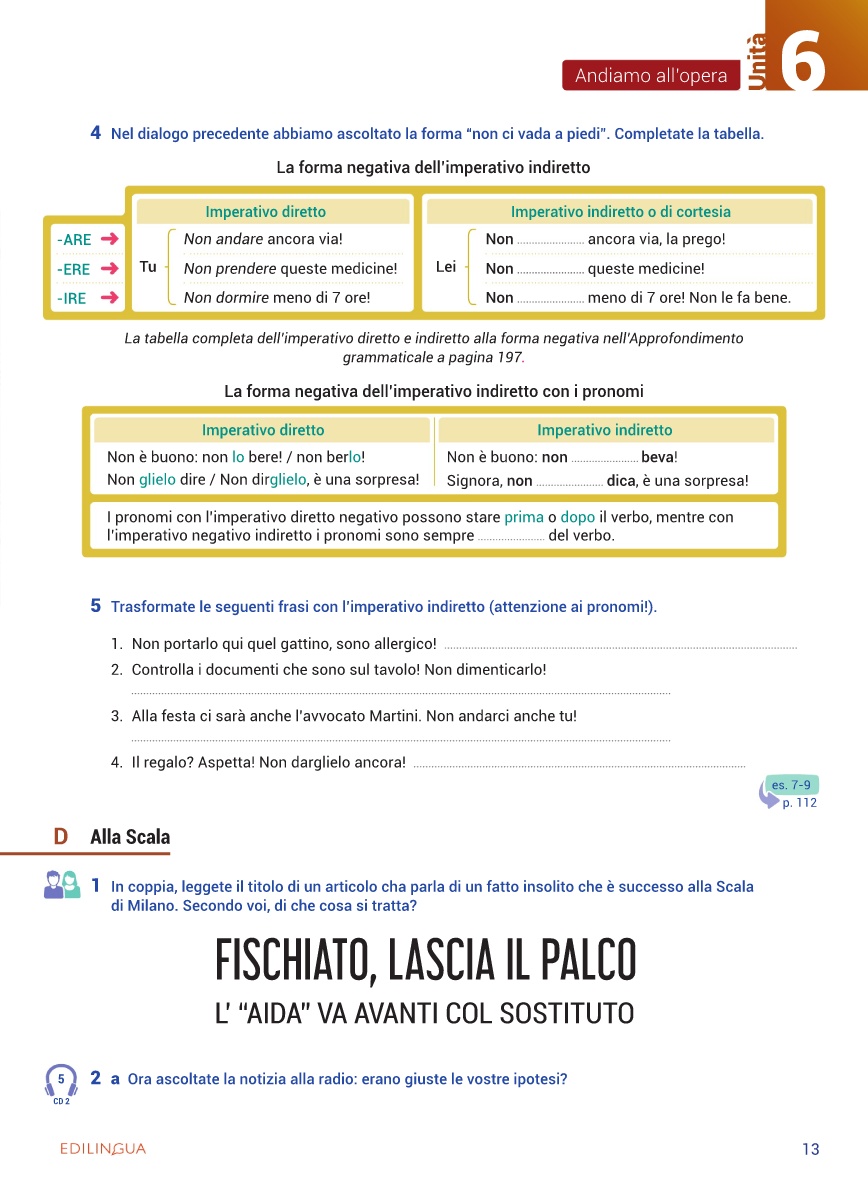 Andiamo all'opera
Unità 6
4 Nel dialogo precedente abbiamo ascoltato la forma “non ci vada a piedi”. Completate la tabella.
La forma negativa dell'imperativo indiretto
Imperativo diretto
Imperativo indiretto o di cortesia
-ARE
-ERE
-IRE
Tu
Non andare ancora via!
Non prendere queste medicine!
Non dormire meno di 7 ore!
Lei
Non ...................... ancora via, la prego!
Non ...................... queste medicine!
Non ...................... meno di 7 ore! Non le fa bene.
La tabella completa dell'imperativo diretto e indiretto alla forma negativa nell'Approfondimento
grammaticale a pagina 197.
La forma negativa dell'imperativo indiretto con i pronomi
Imperativo diretto
Non è buono: non lo bere! / non berlo!
Non glielo dire / Non dirglielo, è una sorpresa!
Imperativo indiretto
Non è buono: non ...................... beva!
Signora, non ...................... dica, è una sorpresa!
I pronomi con l'imperativo diretto negativo possono stare prima o dopo il verbo, mentre con
l'imperativo negativo indiretto i pronomi sono sempre ...................... del verbo.
5 Trasformate le seguenti frasi con l'imperativo indiretto (attenzione ai pronomi!).
1. Non portarlo qui quel gattino, sono allergico! ......................
2. Controlla i documenti che sono sul tavolo! Non dimenticarlo!
......................
3. Alla festa ci sarà anche l'avvocato Martini. Non andarci anche tu!
......................
4. Il regalo? Aspetta! Non darglielo ancora! ......................
es. 7-9
p. 112
D Alla Scala
1 In coppia, leggete il titolo di un articolo cha parla di un fatto insolito che è successo alla Scala
di Milano. Secondo voi, di che cosa si tratta?
FISCHIATO, LASCIA IL PALCO
L' “AIDA” VA AVANTI COL SOSTITUTO
5
CD 2
2 a Ora ascoltate la notizia alla radio: erano giuste le vostre ipotesi?
EDILINGUA
13